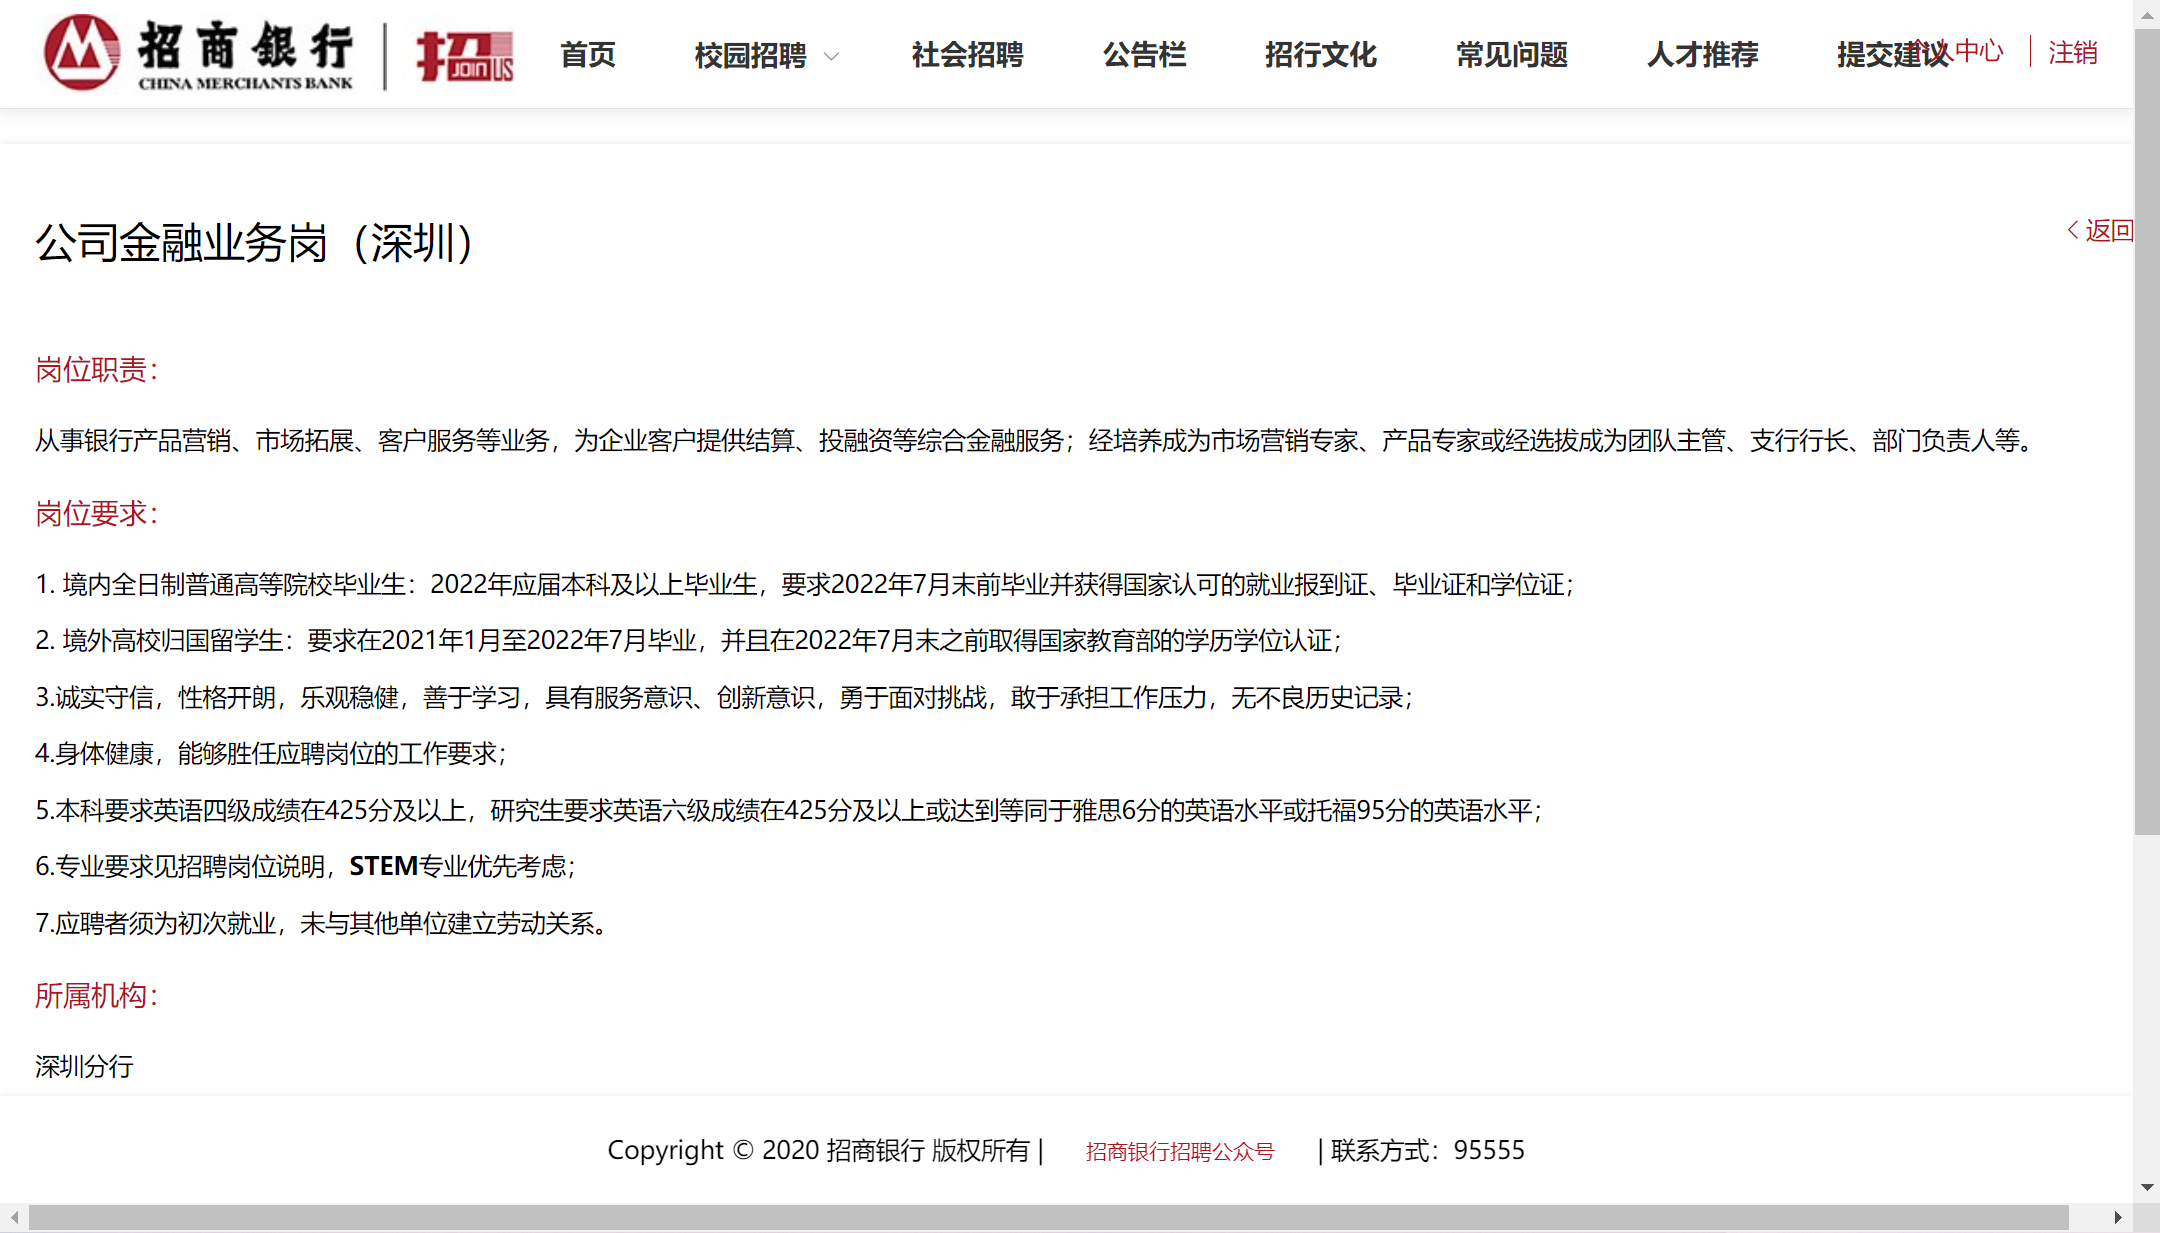 招商銀行 招
CHINA MERCHANTS BANK JOIN US
首页 校园招聘 社会招聘 公告栏 招行文化 常见问题 人才推荐 提交建议 个人中心 注销
公司金融业务岗（深圳）
< 返回
岗位职责：
从事银行产品营销、市场拓展、客户服务等业务，为企业客户提供结算、投融资等综合金融服务；经培养成为市场营销专家、产品专家或经选拔成为团队主管、支行行长、部门负责人等。
岗位要求：
1. 境内全日制普通高等院校毕业生：2022年应届本科及以上毕业生，要求2022年7月末前毕业并获得国家认可的就业报到证、毕业证和学位证；
2. 境外高校归国留学生：要求在2021年1月至2022年7月毕业，并且在2022年7月末之前取得国家教育部的学历学位认证；
3.诚实守信，性格开朗，乐观稳健，善于学习，具有服务意识、创新意识，勇于面对挑战，敢于承担工作压力，无不良历史记录；
4.身体健康，能够胜任应聘岗位的工作要求；
5.本科要求英语四级成绩在425分及以上，研究生要求英语六级成绩在425分及以上或达到等同于雅思6分的英语水平或托福95分的英语水平；
6.专业要求见招聘岗位说明，STEM专业优先考虑；
7.应聘者须为初次就业，未与其他单位建立劳动关系。
所属机构：
深圳分行
Copyright © 2020 招商银行 版权所有 | 招商银行招聘公众号 | 联系方式：95555